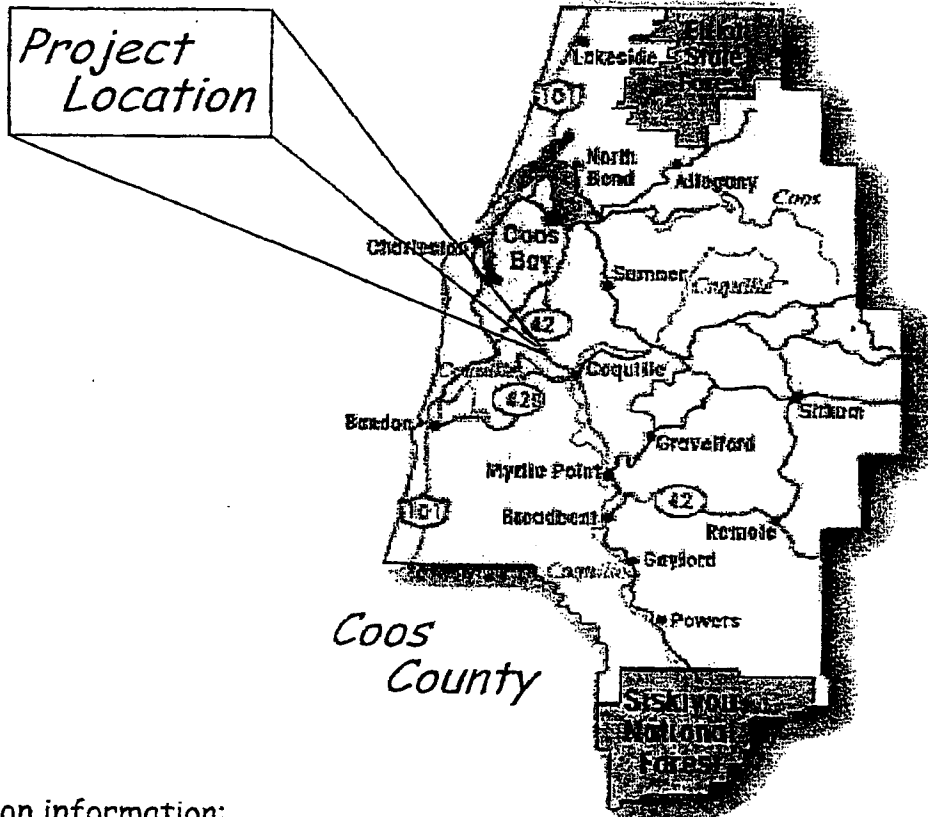 Project
Location
Lakeside
State
101
North
Bend
Allegany
Coos
Charleston
Coos
Bay
Sumner
Coquille
42
Coquille
Sitkum
Bandon
Gravelford
Myrtle Point
42
Broadbent
Remote
101
Gaylord
Coquille
Powers
Coos
County
Siskiyou
National
Forest
on information: